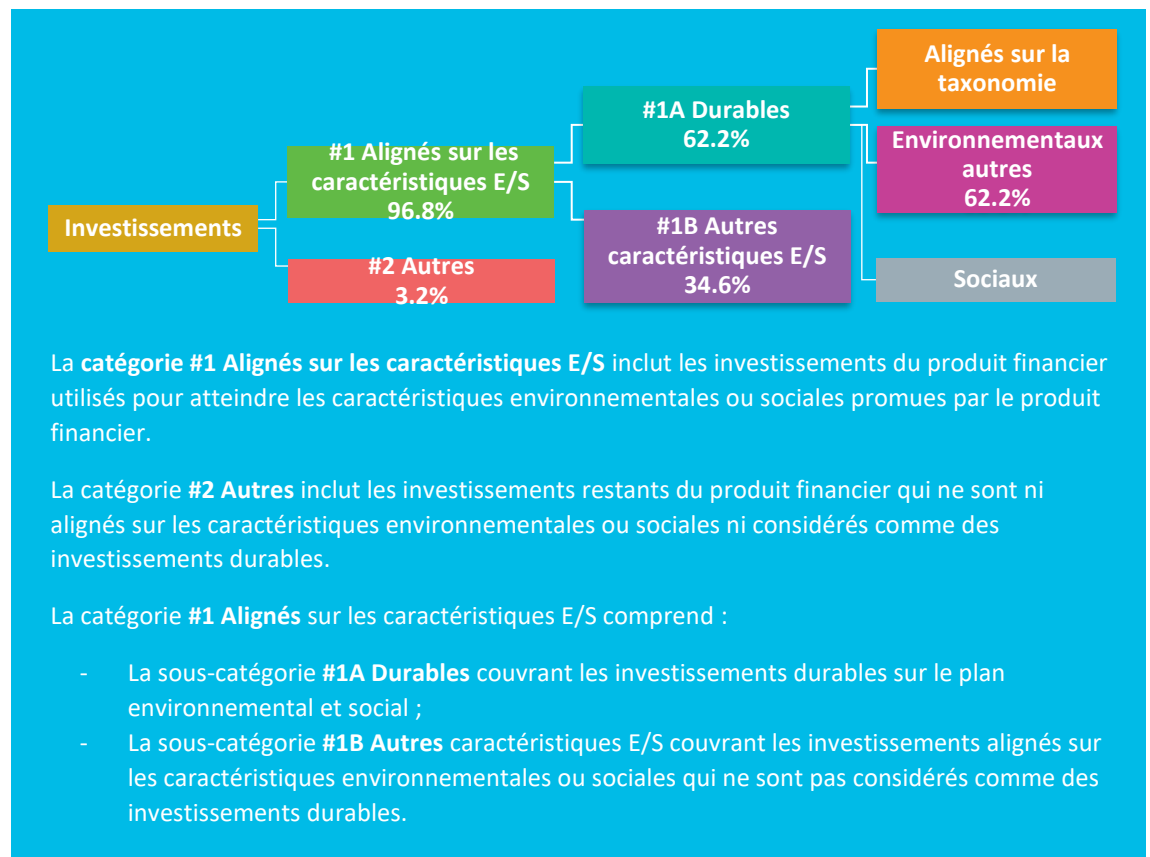 Investissements
#1 Alignés sur les
caractéristiques E/S
96.8%
#2 Autres
3.2%
#1A Durables
62.2%
#1B Autres
caractéristiques E/S
34.6%
Alignés sur la
taxonomie
Environnementaux
autres
62.2%
Sociaux
La catégorie #1 Alignés sur les caractéristiques E/S inclut les investissements du produit financier
utilisés pour atteindre les caractéristiques environnementales ou sociales promues par le produit
financier.
La catégorie #2 Autres inclut les investissements restants du produit financier qui ne sont ni
alignés sur les caractéristiques environnementales ou sociales ni considérés comme des
investissements durables.
La catégorie #1 Alignés sur les caractéristiques E/S comprend :
- La sous-catégorie #1A Durables couvrant les investissements durables sur le plan
environnemental et social ;
- La sous-catégorie #1B Autres caractéristiques E/S couvrant les investissements alignés sur
les caractéristiques environnementales ou sociales qui ne sont pas considérés comme des
investissements durables.